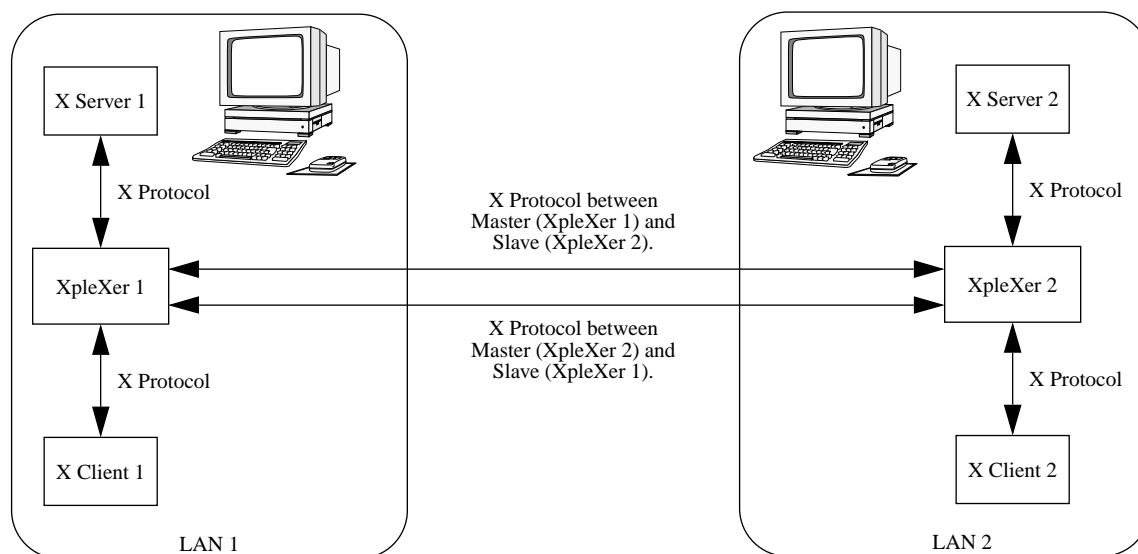 X Server 1
X Protocol
XpleXer 1
X Protocol
X Client 1
LAN 1
X Protocol between
Master (XpleXer 1) and
Slave (XpleXer 2).
X Protocol between
Master (XpleXer 2) and
Slave (XpleXer 1).
X Server 2
X Protocol
XpleXer 2
X Protocol
X Client 2
LAN 2